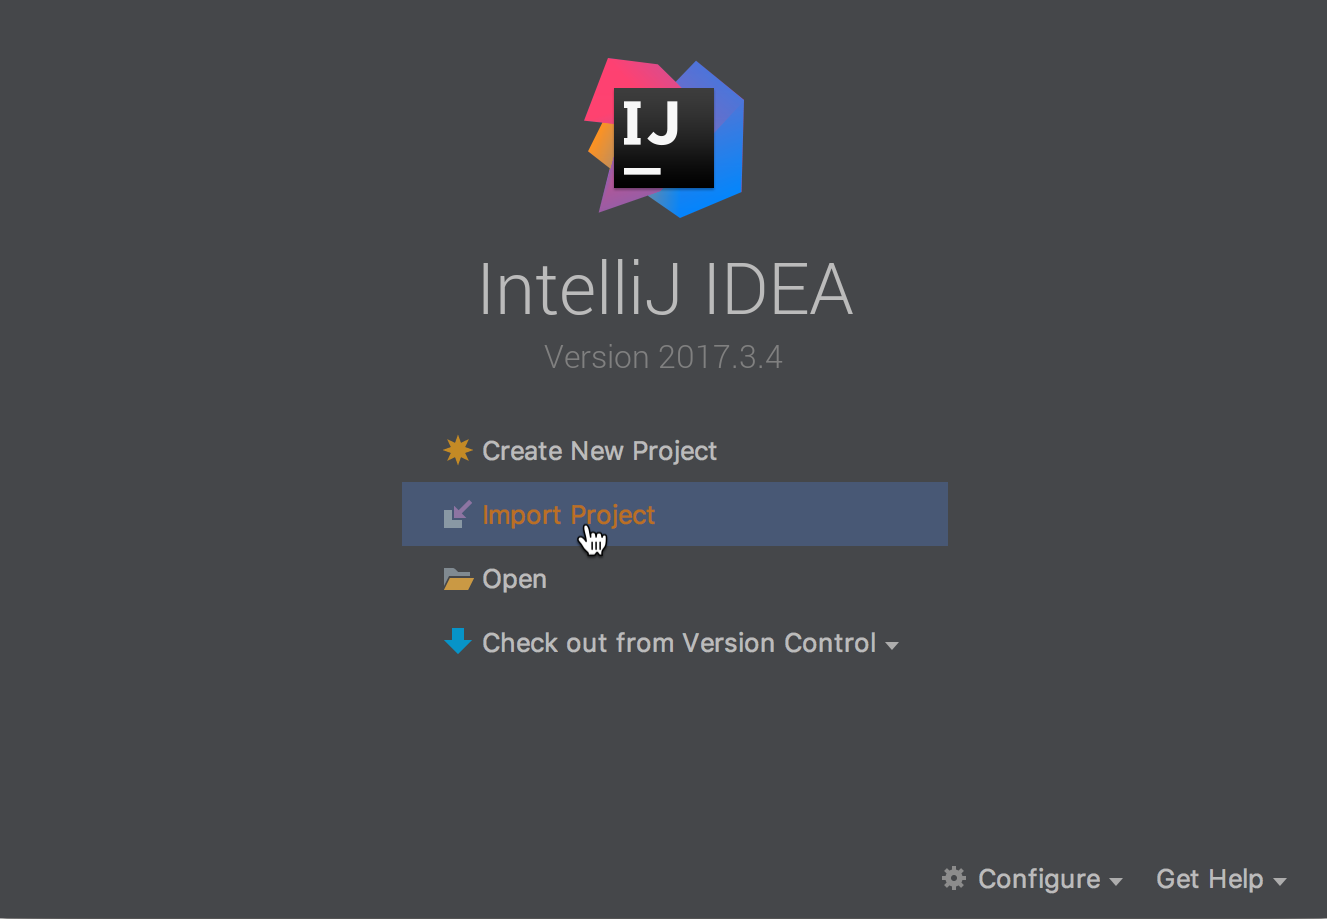 IJ
IntelliJ IDEA
Version 2017.3.4
Create New Project
Import Project
Open
Check out from Version Control
Configure
Get Help